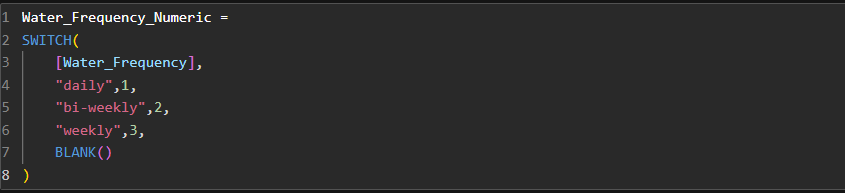 1 Water_Frequency_Numeric =
2 SWITCH(
3     [Water_Frequency],
4     "daily",1,
5     "bi-weekly",2,
6     "weekly",3,
7     BLANK()
8 )